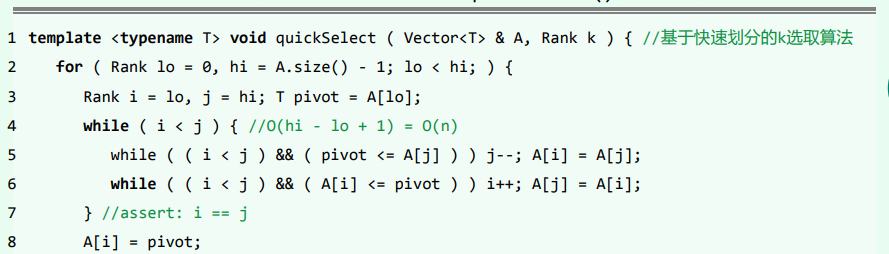 1 template <typename T> void quickSelect ( Vector<T> & A, Rank k ) { //基于快速划分的k选取算法
2 for ( Rank lo = 0, hi = A.size() - 1; lo < hi; ) {
3 Rank i = lo, j = hi; T pivot = A[lo];
4 while ( i < j ) { //O(hi - lo + 1) = O(n)
5 while ( ( i < j ) && ( pivot <= A[j] ) ) j--; A[i] = A[j];
6 while ( ( i < j ) && ( A[i] <= pivot ) ) i++; A[j] = A[i];
7 } //assert: i == j
8 A[i] = pivot;